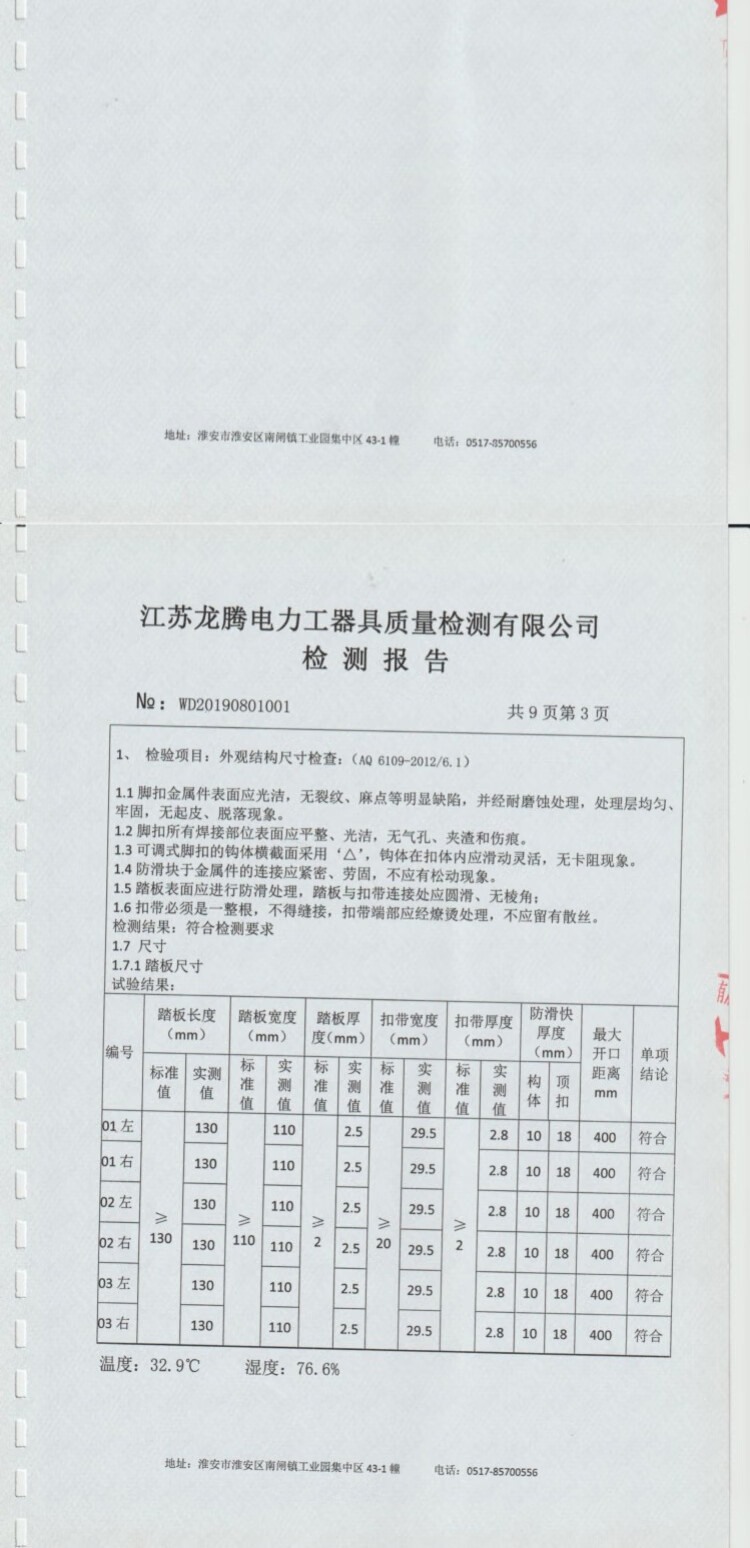 地址：淮安市淮安区南闸镇工业园集中区 43-1 幢 电话：0517-85700556
江苏龙腾电力工器具质量检测有限公司
检 测 报 告
№： WD20190801001
共 9 页第 3 页
1、 检验项目：外观结构尺寸检查：（AQ 6109-2012/6.1）
1.1 脚扣金属件表面应光洁，无裂纹、麻点等明显缺陷，并经耐磨蚀处理，处理层均匀、
牢固，无起皮、脱落现象。
1.2 脚扣所有焊接部位表面应平整、光洁，无气孔、夹渣和伤痕。
1.3 可调式脚扣的钩体横截面采用‘△’，钩体在扣体内应滑动灵活，无卡阻现象。
1.4 防滑块于金属件的连接应紧密、劳固，不应有松动现象。
1.5 踏板表面应进行防滑处理，踏板与扣带连接处应圆滑、无棱角；
1.6 扣带必须是一整根，不得缝接，扣带端部应经燎烫处理，不应留有散丝。
检测结果：符合检测要求
1.7 尺寸
1.7.1 踏板尺寸
试验结果：
编号 踏板长度（mm） 踏板宽度（mm） 踏板厚度(mm) 扣带宽度（mm） 扣带厚度（mm） 防滑快厚度（mm） 最大开口距离mm 单项结论
标准值 实测值 标准值 实测值 标准值 实测值 标准值 实测值 标准值 实测值 构体 顶扣
01 左 ≥130 130 ≥110 110 ≥2 2.5 ≥20 29.5 ≥2 2.8 10 18 400 符合
01 右 130 110 2.5 29.5 2.8 10 18 400 符合
02 左 130 110 2.5 29.5 2.8 10 18 400 符合
02 右 130 110 2.5 29.5 2.8 10 18 400 符合
03 左 130 110 2.5 29.5 2.8 10 18 400 符合
03 右 130 110 2.5 29.5 2.8 10 18 400 符合
温度：32.9℃ 湿度：76.6%
地址：淮安市淮安区南闸镇工业园集中区 43-1 幢 电话：0517-85700556